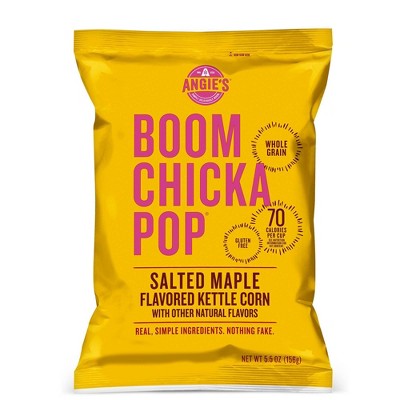 ANGIE'S
BOOM
CHICKA
POP®
WHOLE
GRAIN
70
CALORIES
PER CUP
GLUTEN
FREE
SALTED MAPLE
FLAVORED KETTLE CORN
WITH OTHER NATURAL FLAVORS
REAL, SIMPLE INGREDIENTS. NOTHING FAKE.
NET WT 5.5 OZ (156g)